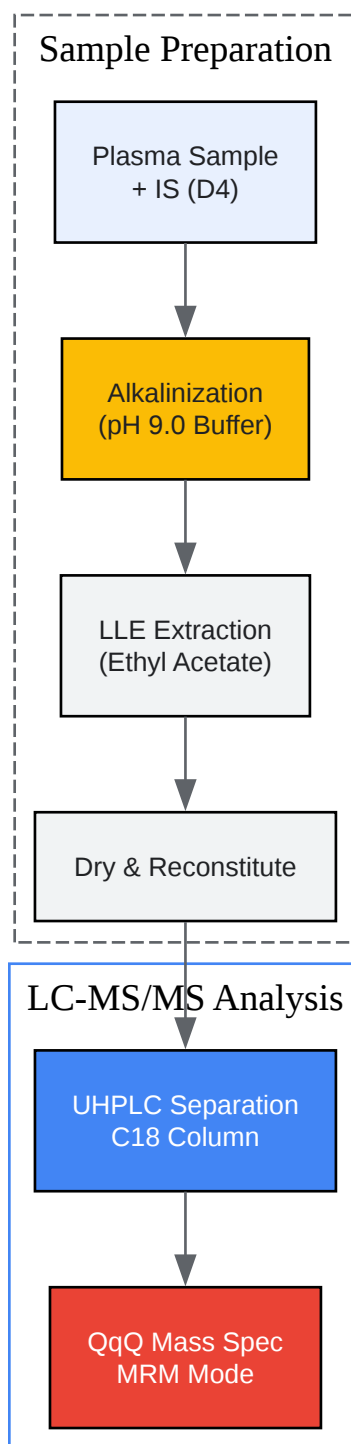 Sample Preparation
Plasma Sample
+ IS (D4)
Alkalinization
(pH 9.0 Buffer)
LLE Extraction
(Ethyl Acetate)
Dry & Reconstitute
LC-MS/MS Analysis
UHPLC Separation
C18 Column
QqQ Mass Spec
MRM Mode